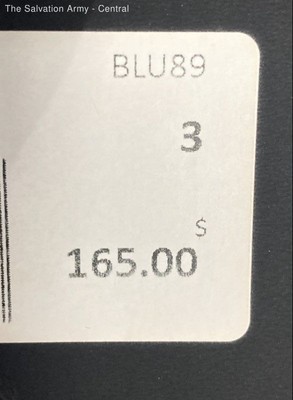 The Salvation Army - Central
BLU89
3
$
165.00